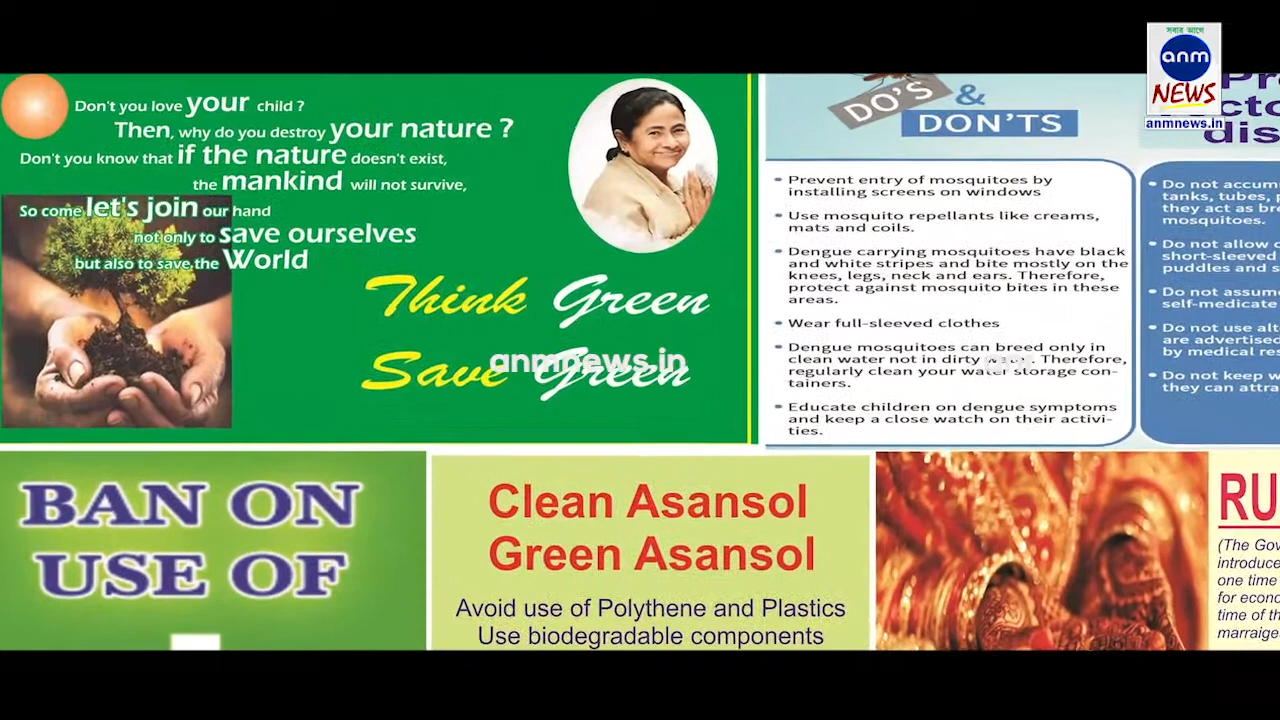 সবার আগে
anm
NEWS
anmnews.in
Don't you love your child ?
Then, why do you destroy your nature ?
Don't you know that if the nature doesn't exist,
the mankind will not survive,
So come let's join our hand
not only to save ourselves
but also to save the World
Think Green
Save Green
anmnews.in
DO'S &
DON'TS
Prevent entry of mosquitoes by
installing screens on windows
Use mosquito repellants like creams,
mats and coils.
Dengue carrying mosquitoes have black
and white stripes and bite mostly on the
knees, legs, neck and ears. Therefore,
protect against mosquito bites in these
areas.
Wear full-sleeved clothes
Dengue mosquitoes can breed only in
clean water not in dirty water. Therefore,
regularly clean your water storage con-
tainers.
Educate children on dengue symptoms
and keep a close watch on their activi-
ties.
Do not accum
tanks, tubes,
they act as br
mosquitoes.
Do not allow
short-sleeved
puddles and s
Do not assum
self-medicate
Do not use alt
are advertised
by medical res
Do not keep w
they can attra
BAN ON
USE OF
Clean Asansol
Green Asansol
Avoid use of Polythene and Plastics
Use biodegradable components
RU
(The Gov
introduce
one time
for econo
time of th
marraige